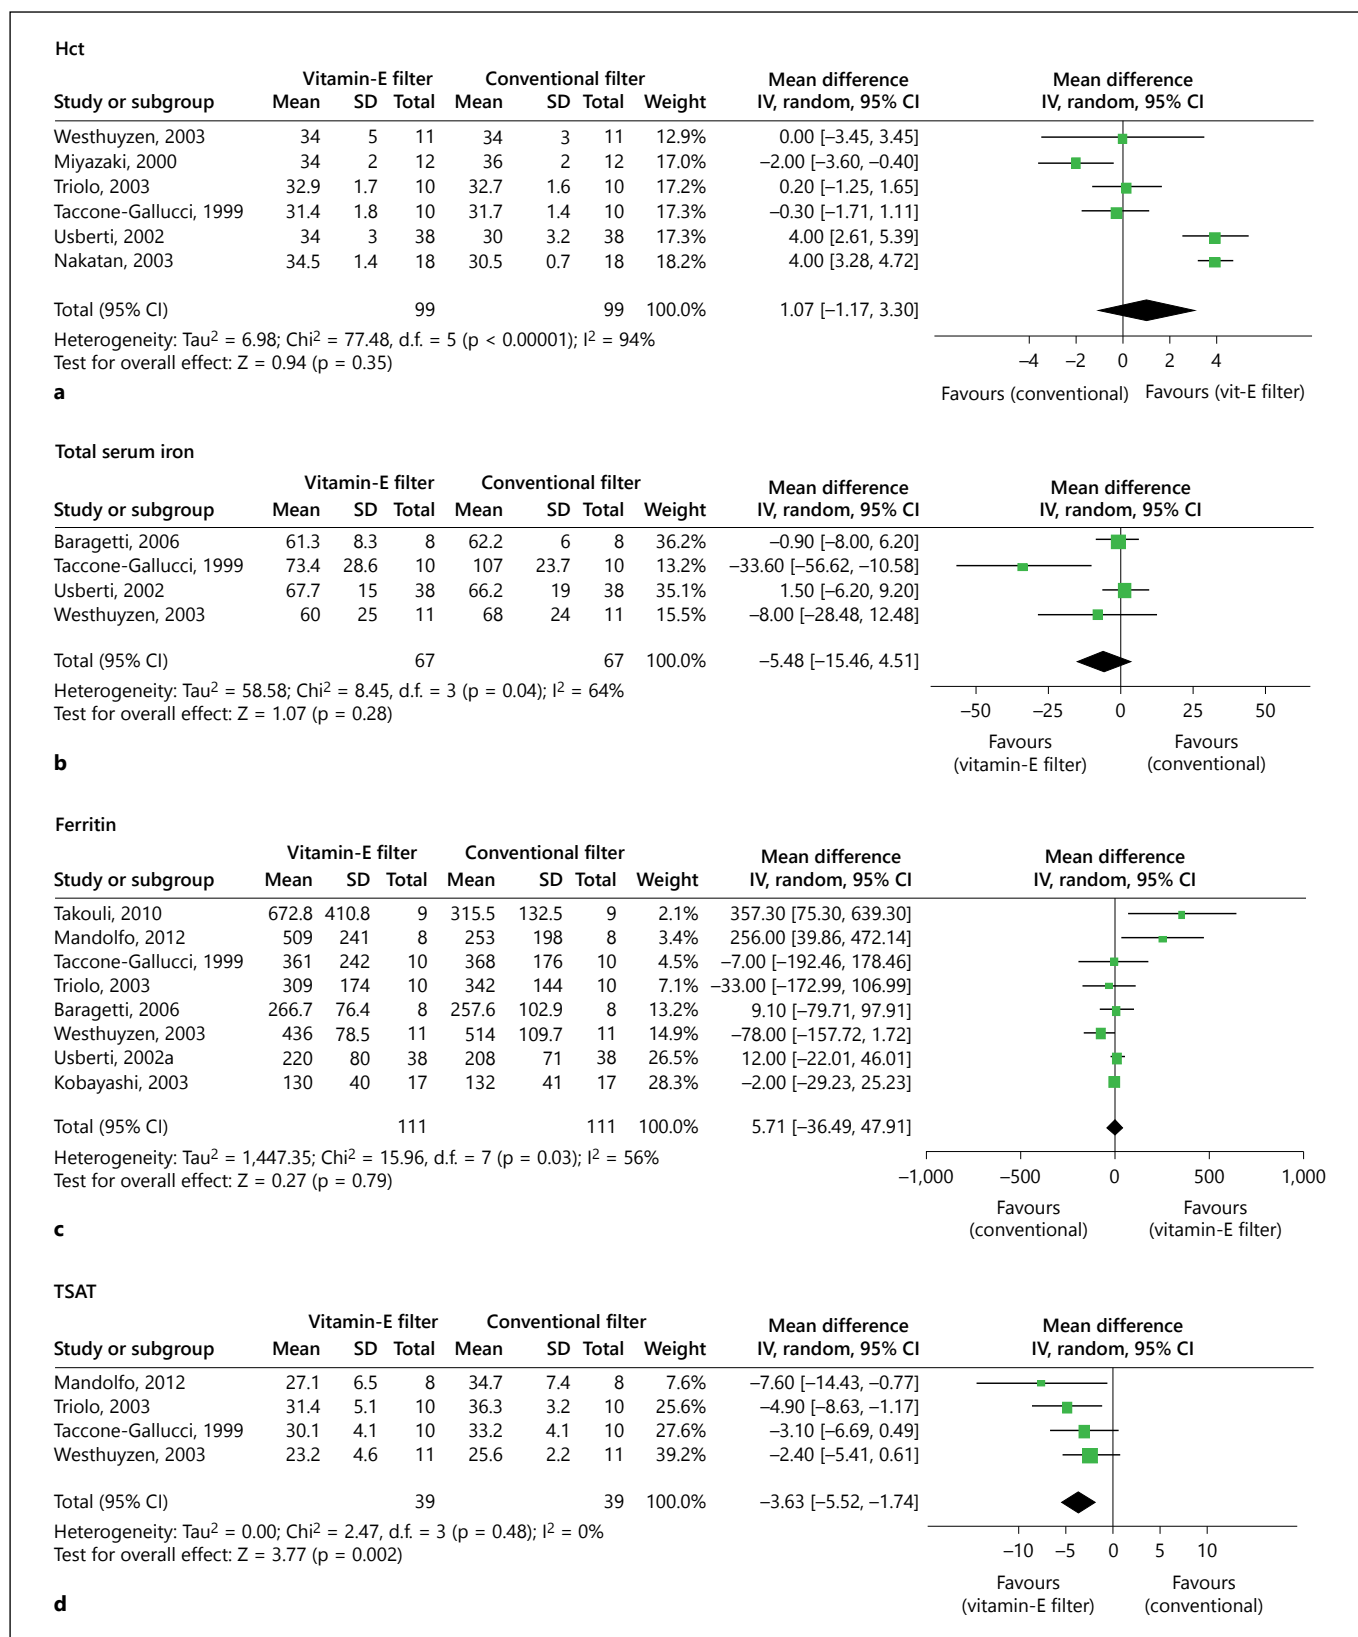 Hct
Vitamin-E filter Conventional filter Mean difference Mean difference
Study or subgroup Mean SD Total Mean SD Total Weight IV, random, 95% CI IV, random, 95% CI
Westhuyzen, 2003 34 5 11 34 3 11 12.9% 0.00 [–3.45, 3.45]
Miyazaki, 2000 34 2 12 36 2 12 17.0% –2.00 [–3.60, –0.40]
Triolo, 2003 32.9 1.7 10 32.7 1.6 10 17.2% 0.20 [–1.25, 1.65]
Taccone-Gallucci, 1999 31.4 1.8 10 31.7 1.4 10 17.3% –0.30 [–1.71, 1.11]
Usberti, 2002 34 3 38 30 3.2 38 17.3% 4.00 [2.61, 5.39]
Nakatan, 2003 34.5 1.4 18 30.5 0.7 18 18.2% 4.00 [3.28, 4.72]
Total (95% CI) 99 99 100.0% 1.07 [–1.17, 3.30]
Heterogeneity: Tau² = 6.98; Chi² = 77.48, d.f. = 5 (p < 0.00001); I² = 94%
Test for overall effect: Z = 0.94 (p = 0.35)
–4 –2 0 2 4
Favours (conventional) Favours (vit-E filter)
a
Total serum iron
Vitamin-E filter Conventional filter Mean difference Mean difference
Study or subgroup Mean SD Total Mean SD Total Weight IV, random, 95% CI IV, random, 95% CI
Baragetti, 2006 61.3 8.3 8 62.2 6 8 36.2% –0.90 [–8.00, 6.20]
Taccone-Gallucci, 1999 73.4 28.6 10 107 23.7 10 13.2% –33.60 [–56.62, –10.58]
Usberti, 2002 67.7 15 38 66.2 19 38 35.1% 1.50 [–6.20, 9.20]
Westhuyzen, 2003 60 25 11 68 24 11 15.5% –8.00 [–28.48, 12.48]
Total (95% CI) 67 67 100.0% –5.48 [–15.46, 4.51]
Heterogeneity: Tau² = 58.58; Chi² = 8.45, d.f. = 3 (p = 0.04); I² = 64%
Test for overall effect: Z = 1.07 (p = 0.28)
–50 –25 0 25 50
Favours Favours
(vitamin-E filter) (conventional)
b
Ferritin
Vitamin-E filter Conventional filter Mean difference Mean difference
Study or subgroup Mean SD Total Mean SD Total Weight IV, random, 95% CI IV, random, 95% CI
Takouli, 2010 672.8 410.8 9 315.5 132.5 9 2.1% 357.30 [75.30, 639.30]
Mandolfo, 2012 509 241 8 253 198 8 3.4% 256.00 [39.86, 472.14]
Taccone-Gallucci, 1999 361 242 10 368 176 10 4.5% –7.00 [–192.46, 178.46]
Triolo, 2003 309 174 10 342 144 10 7.1% –33.00 [–172.99, 106.99]
Baragetti, 2006 266.7 76.4 8 257.6 102.9 8 13.2% 9.10 [–79.71, 97.91]
Westhuyzen, 2003 436 78.5 11 514 109.7 11 14.9% –78.00 [–157.72, 1.72]
Usberti, 2002a 220 80 38 208 71 38 26.5% 12.00 [–22.01, 46.01]
Kobayashi, 2003 130 40 17 132 41 17 28.3% –2.00 [–29.23, 25.23]
Total (95% CI) 111 111 100.0% 5.71 [–36.49, 47.91]
Heterogeneity: Tau² = 1,447.35; Chi² = 15.96, d.f. = 7 (p = 0.03); I² = 56%
Test for overall effect: Z = 0.27 (p = 0.79)
–1,000 –500 0 500 1,000
Favours Favours
(conventional) (vitamin-E filter)
c
TSAT
Vitamin-E filter Conventional filter Mean difference Mean difference
Study or subgroup Mean SD Total Mean SD Total Weight IV, random, 95% CI IV, random, 95% CI
Mandolfo, 2012 27.1 6.5 8 34.7 7.4 8 7.6% –7.60 [–14.43, –0.77]
Triolo, 2003 31.4 5.1 10 36.3 3.2 10 25.6% –4.90 [–8.63, –1.17]
Taccone-Gallucci, 1999 30.1 4.1 10 33.2 4.1 10 27.6% –3.10 [–6.69, 0.49]
Westhuyzen, 2003 23.2 4.6 11 25.6 2.2 11 39.2% –2.40 [–5.41, 0.61]
Total (95% CI) 39 39 100.0% –3.63 [–5.52, –1.74]
Heterogeneity: Tau² = 0.00; Chi² = 2.47, d.f. = 3 (p = 0.48); I² = 0%
Test for overall effect: Z = 3.77 (p = 0.002)
–10 –5 0 5 10
Favours Favours
(vitamin-E filter) (conventional)
d